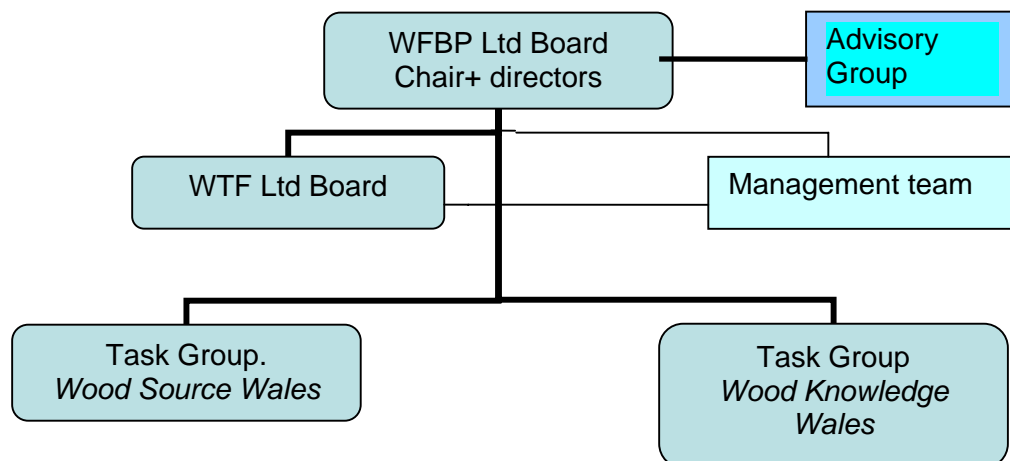 WFBP Ltd Board
Chair+ directors
Advisory
Group
WTF Ltd Board
Management team
Task Group.
Wood Source Wales
Task Group
Wood Knowledge
Wales